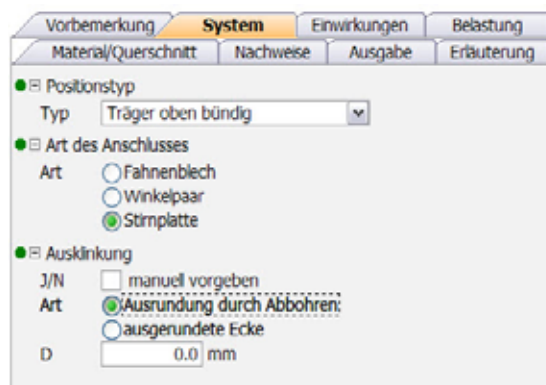 Vorbemerkung System Einwirkungen Belastung
Material/Querschnitt Nachweise Ausgabe Erläuterung
Positionstyp
Typ Träger oben bündig
Art des Anschlusses
Art Fahnenblech
Winkelpaar
Stirnplatte
Ausklinkung
J/N manuell vorgeben
Art Ausrundung durch Abbohren
ausgerundete Ecke
D 0.0 mm